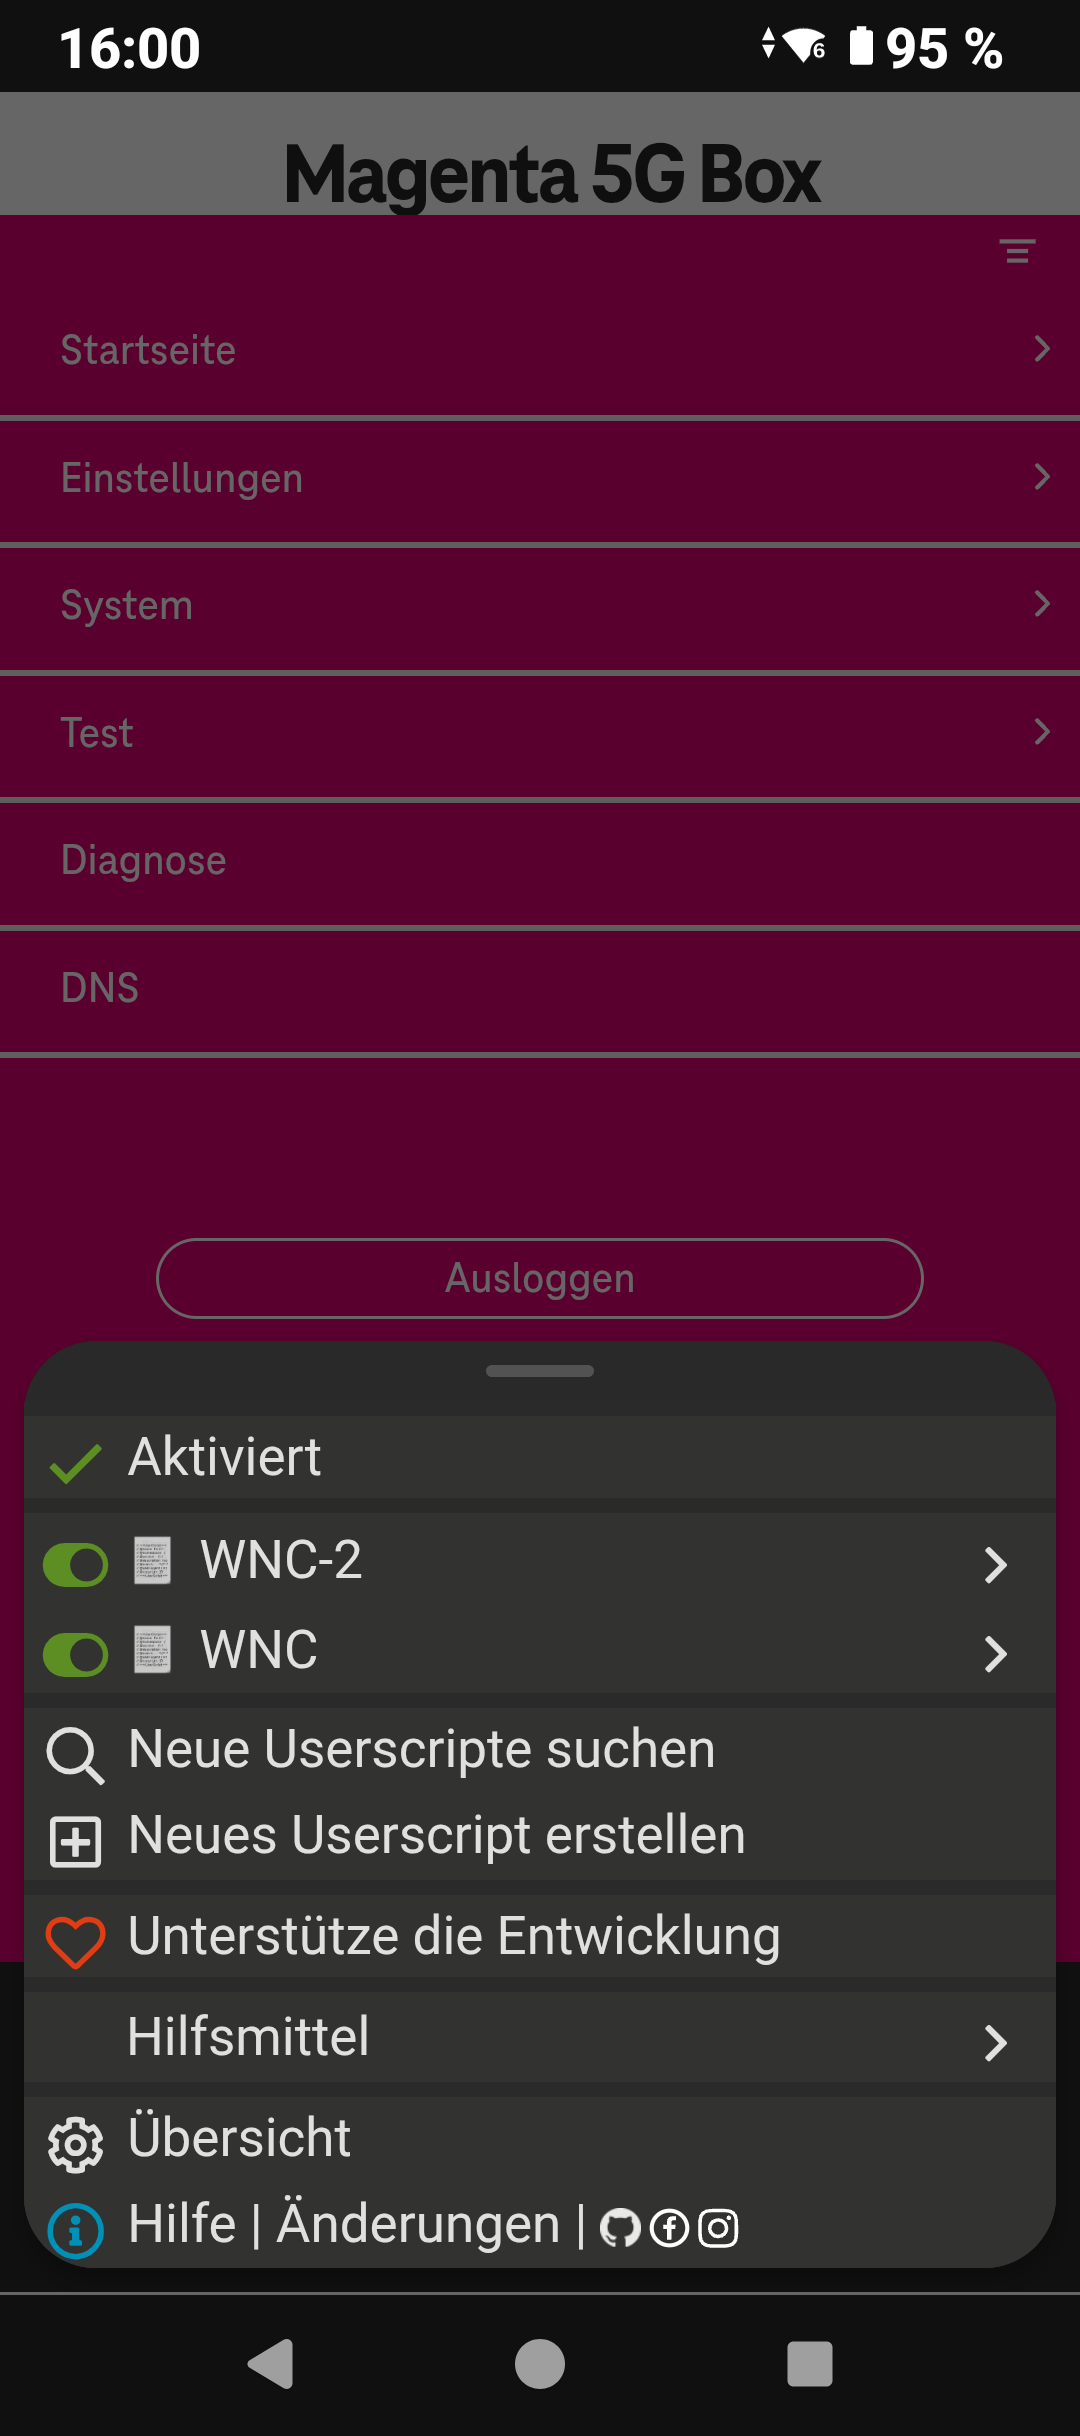 16:00
6 95 %
Magenta 5G Box
Startseite
Einstellungen
System
Test
Diagnose
DNS
Ausloggen
Aktiviert
WNC-2
WNC
Neue Userscripte suchen
Neues Userscript erstellen
Unterstütze die Entwicklung
Hilfsmittel
Übersicht
Hilfe | Änderungen |